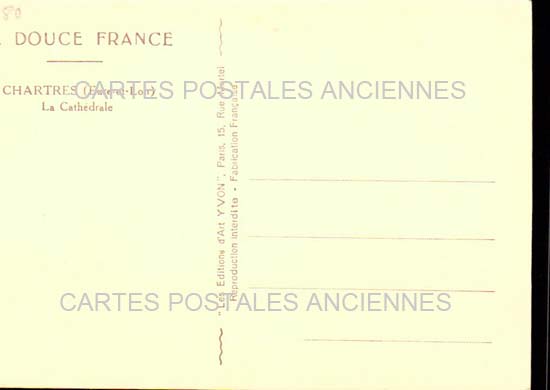 80
DOUCE FRANCE
CHARTRES (Eure-et-Loir)
La Cathédrale
CARTES POSTALES ANCIENNES
"Les Editions d'Art YVON", Paris, 15, Rue Martel
Reproduction interdite - Fabrication Française
CARTES POSTALES ANCIENNES